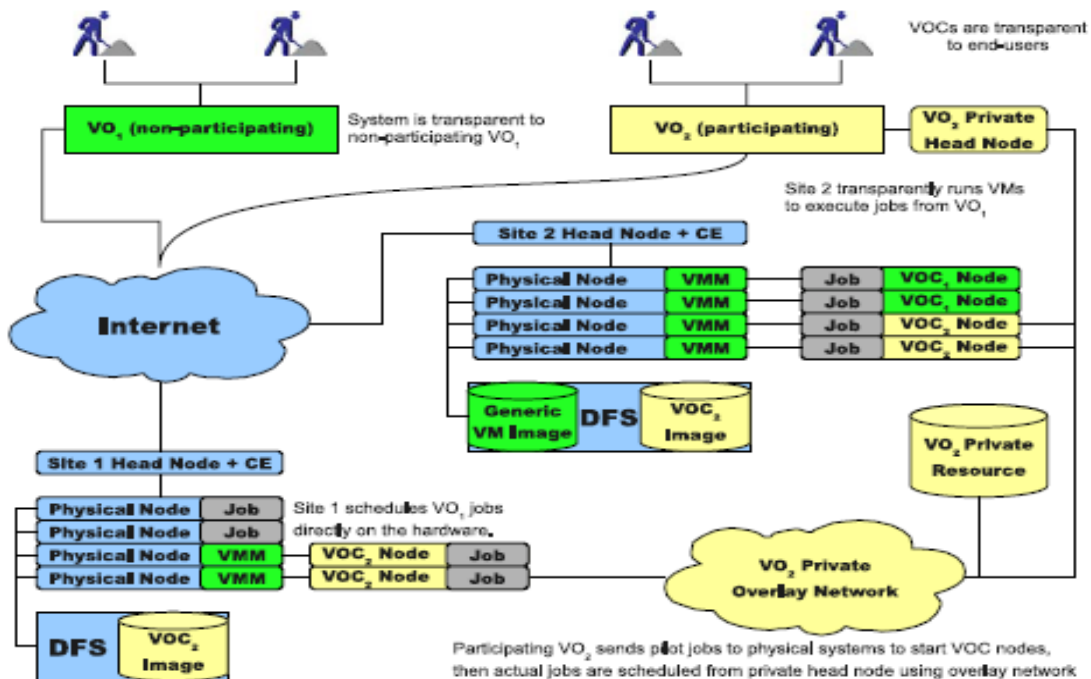 VOCs are transparent
to end-users
VO₁ (non-participating)
System is transparent to
non-participating VO₁
VO₂ (participating)
VO₂ Private
Head Node
Site 2 transparently runs VMs
to execute jobs from VO₁
Site 2 Head Node + CE
Physical Node VMM Job VOC₁ Node
Physical Node VMM Job VOC₁ Node
Physical Node VMM Job VOC₂ Node
Physical Node VMM Job VOC₂ Node
Internet
Generic
VM Image
DFS
VOC₂
Image
VO₂ Private
Resource
Site 1 Head Node + CE
Physical Node Job
Physical Node Job
Physical Node VMM VOC₂ Node Job
Physical Node VMM VOC₂ Node Job
Site 1 schedules VO₁ jobs
directly on the hardware.
VO₂ Private
Overlay Network
DFS
VOC₂
Image
Participating VO₂ sends pilot jobs to physical systems to start VOC nodes,
then actual jobs are scheduled from private head node using overlay network